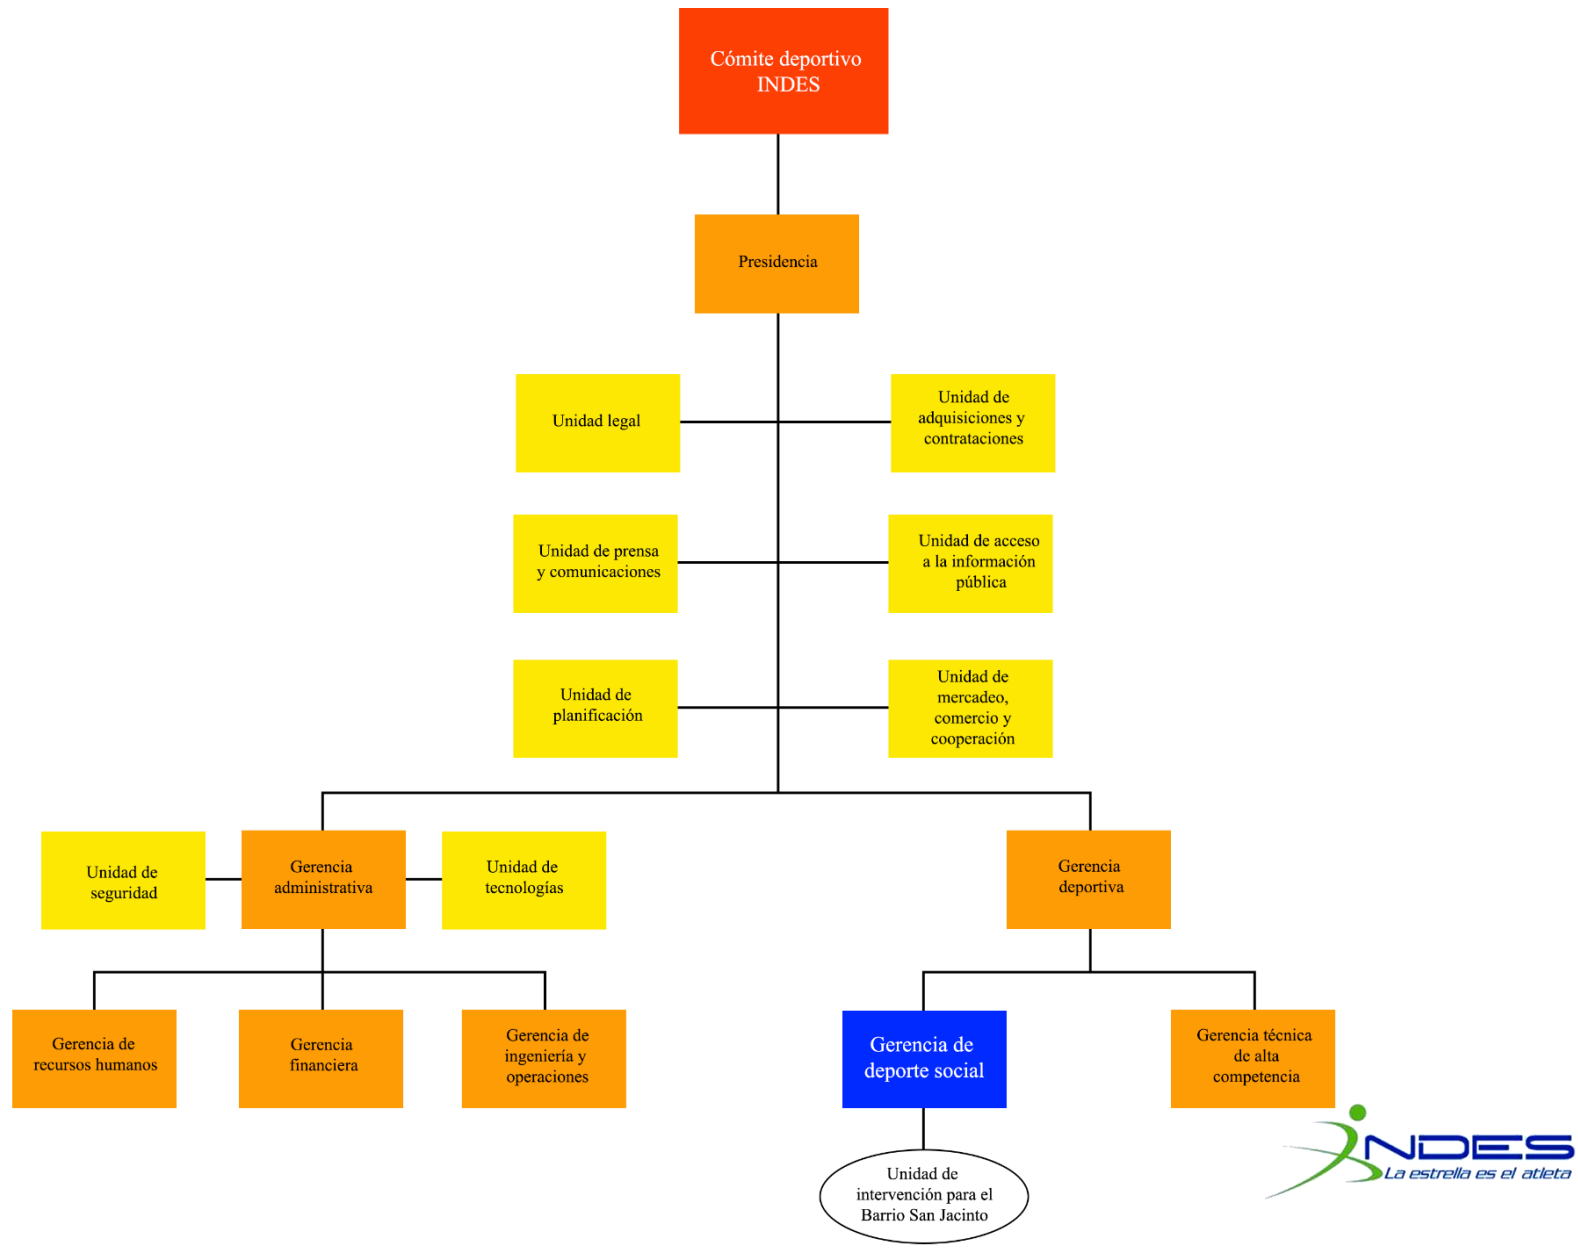 Cómite deportivo
INDES
Presidencia
Unidad legal
Unidad de
adquisiciones y
contrataciones
Unidad de prensa
y comunicaciones
Unidad de acceso
a la información
pública
Unidad de
planificación
Unidad de
mercadeo,
comercio y
cooperación
Unidad de
seguridad
Gerencia
administrativa
Unidad de
tecnologías
Gerencia
deportiva
Gerencia de
recursos humanos
Gerencia
financiera
Gerencia de
ingeniería y
operaciones
Gerencia de
deporte social
Gerencia técnica
de alta
competencia
Unidad de
intervención para el
Barrio San Jacinto
INDES
La estrella es el atleta